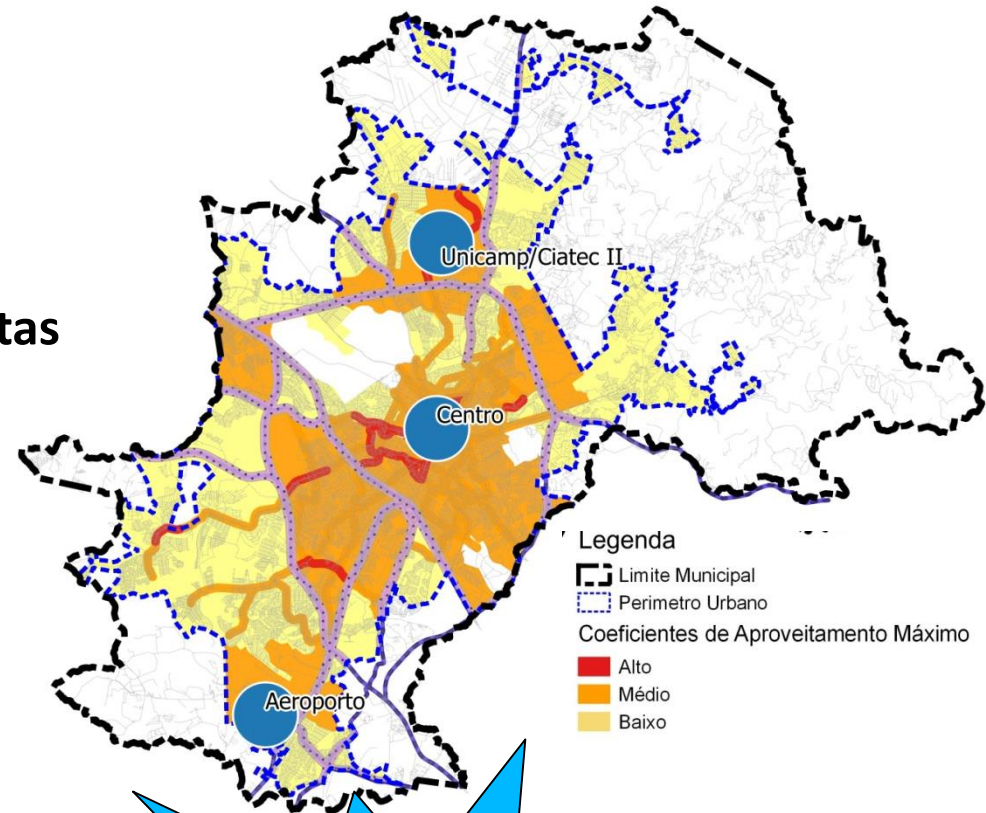 tas
Unicamp/Ciatec II
Centro
Aeroporto
Legenda
Limite Municipal
Perimetro Urbano
Coeficientes de Aproveitamento Máximo
Alto
Médio
Baixo